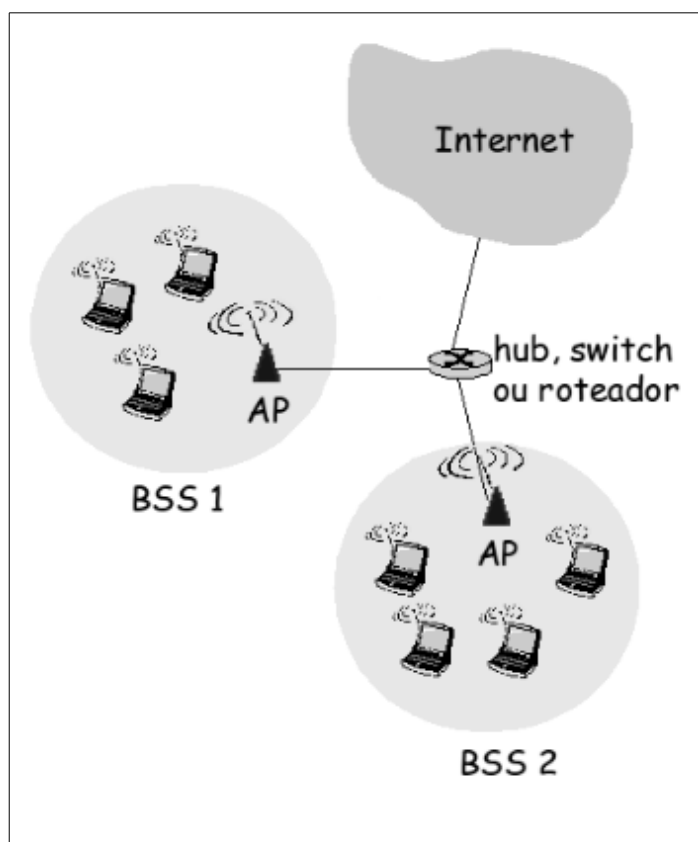 Internet
hub, switch
ou roteador
AP
BSS 1
AP
BSS 2